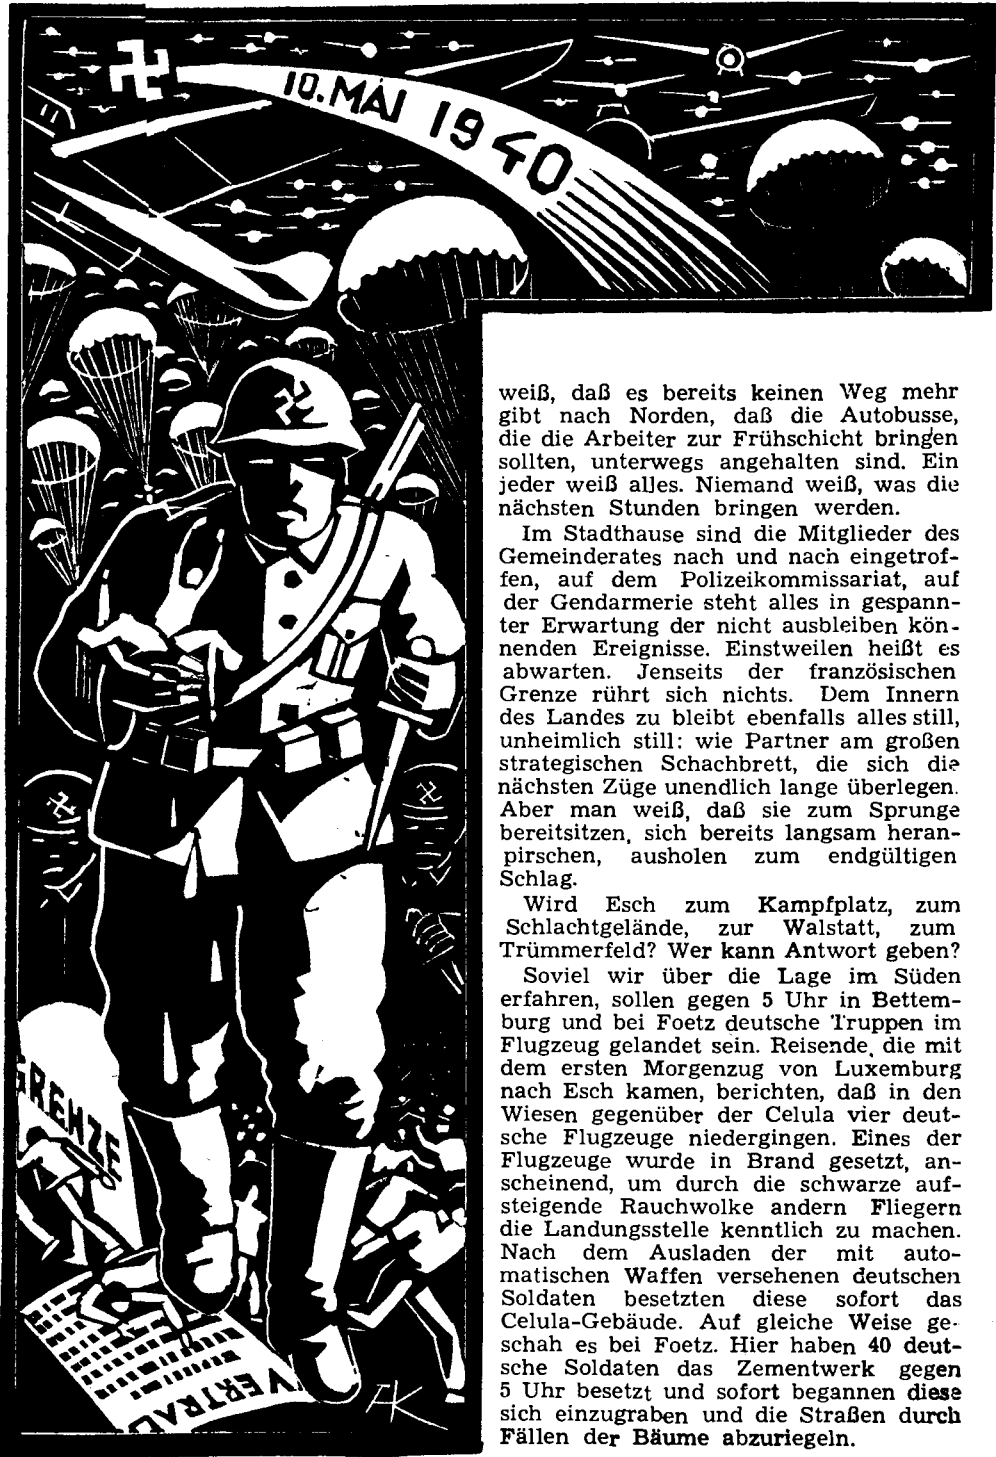 10. MAI 1940
weiß, daß es bereits keinen Weg mehr
gibt nach Norden, daß die Autobusse,
die die Arbeiter zur Frühschicht bringen
sollten, unterwegs angehalten sind. Ein
jeder weiß alles. Niemand weiß, was die
nächsten Stunden bringen werden.
Im Stadthause sind die Mitglieder des
Gemeinderates nach und nach eingetrof-
fen, auf dem Polizeikommissariat, auf
der Gendarmerie steht alles in gespann-
ter Erwartung der nicht ausbleiben kön-
nenden Ereignisse. Einstweilen heißt es
abwarten. Jenseits der französischen
Grenze rührt sich nichts. Dem Innern
des Landes zu bleibt ebenfalls alles still,
unheimlich still: wie Partner am großen
strategischen Schachbrett, die sich die
nächsten Züge unendlich lange überlegen.
Aber man weiß, daß sie zum Sprunge
bereitsitzen, sich bereits langsam heran-
pirschen, ausholen zum endgültigen
Schlag.
Wird Esch zum Kampfplatz, zum
Schlachtgelände, zur Walstatt, zum
Trümmerfeld? Wer kann Antwort geben?
Soviel wir über die Lage im Süden
erfahren, sollen gegen 5 Uhr in Bettem-
burg und bei Foetz deutsche Truppen im
Flugzeug gelandet sein. Reisende, die mit
dem ersten Morgenzug von Luxemburg
nach Esch kamen, berichten, daß in den
Wiesen gegenüber der Celula vier deut-
sche Flugzeuge niedergingen. Eines der
Flugzeuge wurde in Brand gesetzt, an-
scheinend, um durch die schwarze auf-
steigende Rauchwolke andern Fliegern
die Landungsstelle kenntlich zu machen.
Nach dem Ausladen der mit auto-
matischen Waffen versehenen deutschen
Soldaten besetzten diese sofort das
Celula-Gebäude. Auf gleiche Weise ge-
schah es bei Foetz. Hier haben 40 deut-
sche Soldaten das Zementwerk gegen
5 Uhr besetzt und sofort begannen diese
sich einzugraben und die Straßen durch
Fällen der Bäume abzuriegeln.
GRENZE
VERTRAG
AK